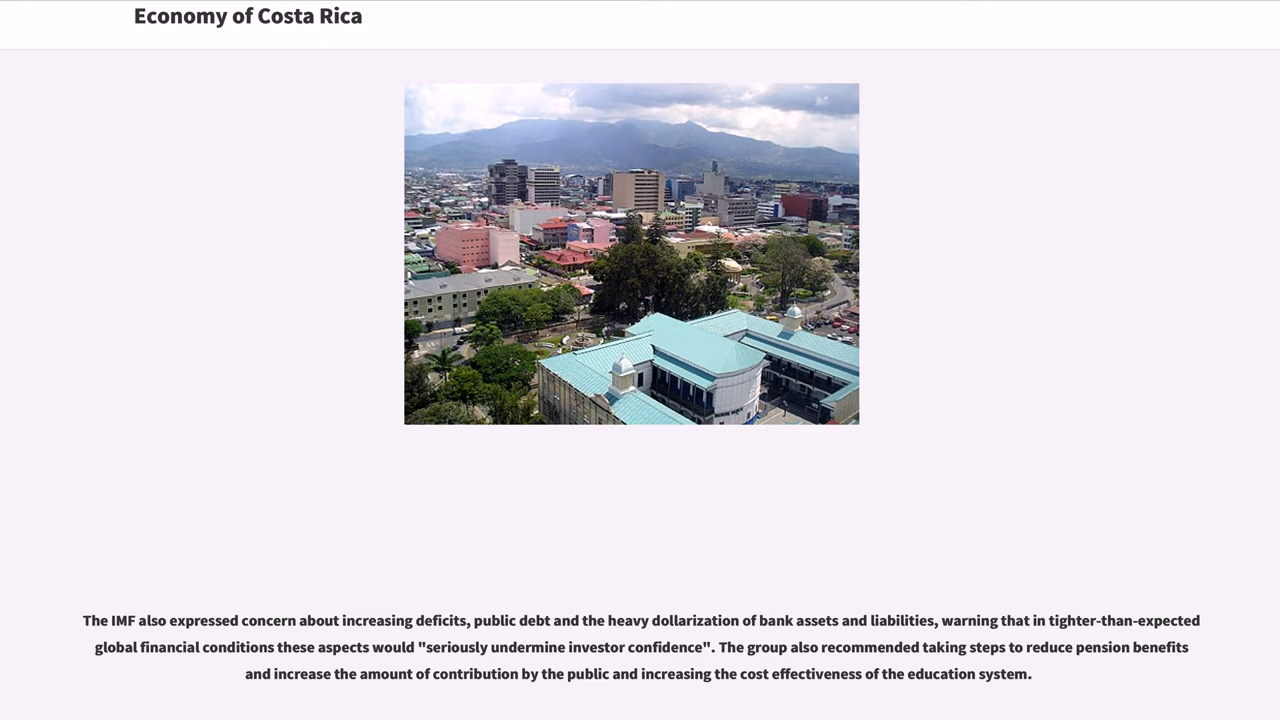 Economy of Costa Rica
The IMF also expressed concern about increasing deficits, public debt and the heavy dollarization of bank assets and liabilities, warning that in tighter-than-expected
global financial conditions these aspects would "seriously undermine investor confidence". The group also recommended taking steps to reduce pension benefits
and increase the amount of contribution by the public and increasing the cost effectiveness of the education system.